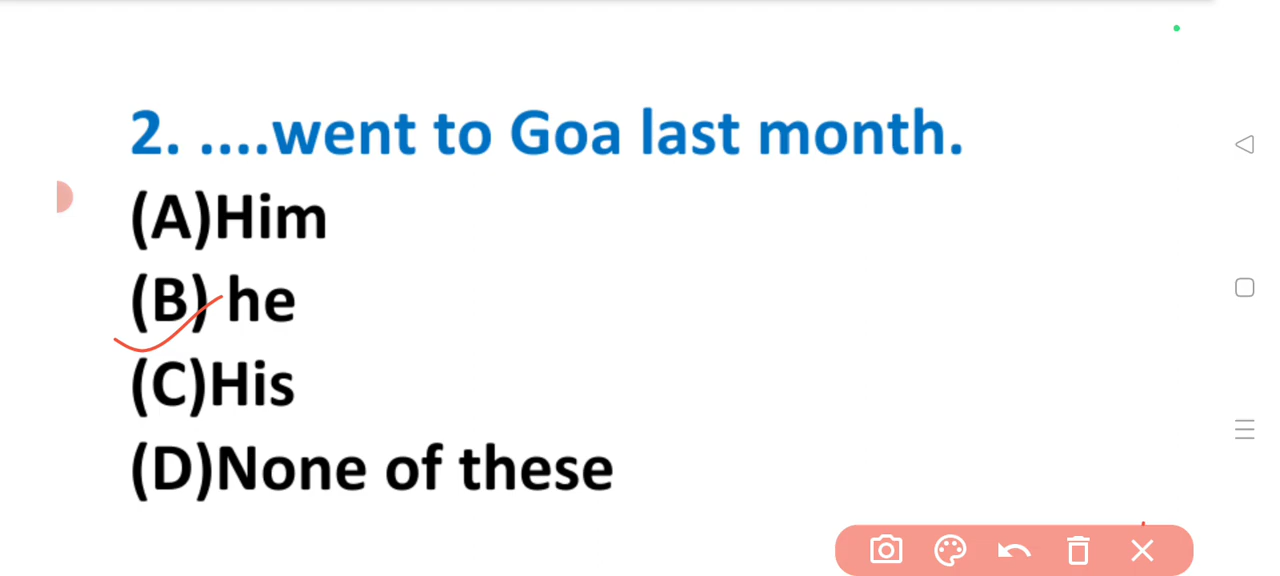 2. ....went to Goa last month.
(A)Him
(B) he
(C)His
(D)None of these